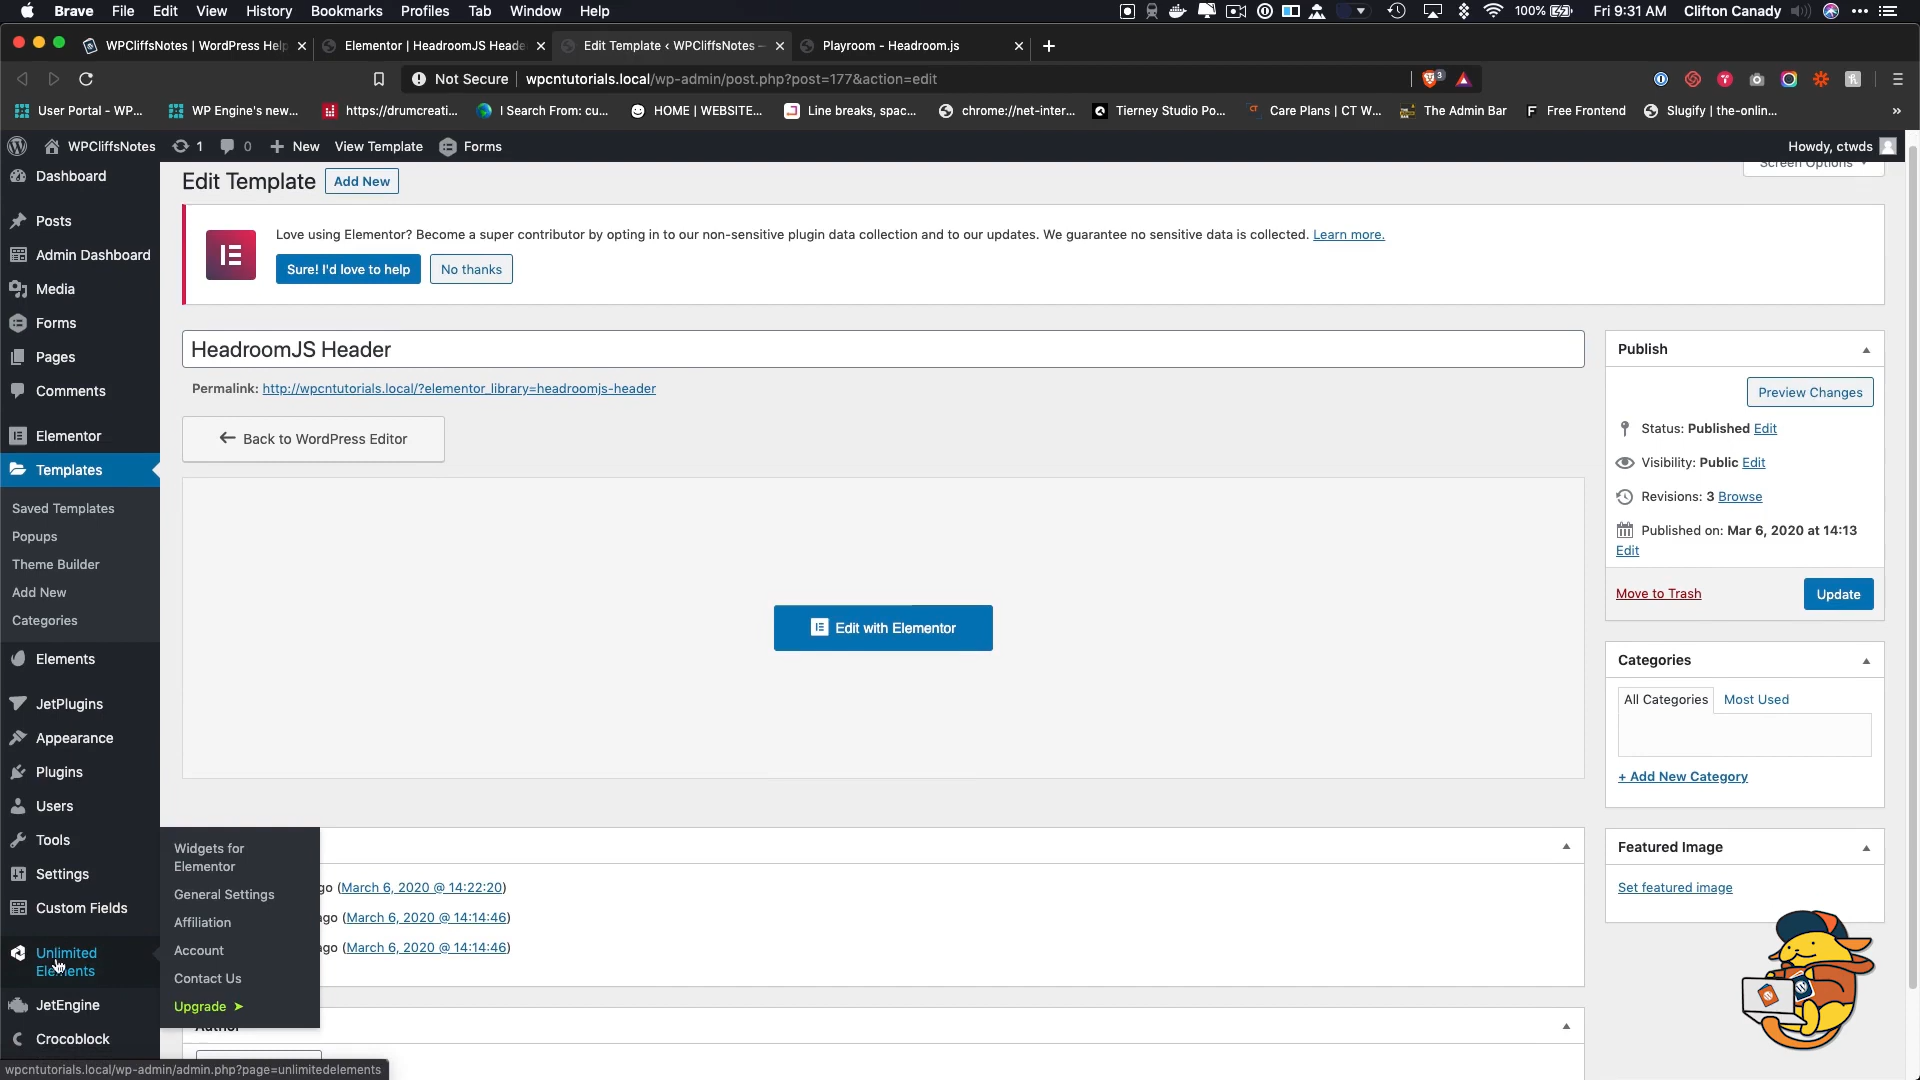 Brave File Edit View History Bookmarks Profiles Tab Window Help
100% Fri 9:31 AM Clifton Canady
WPCliffsNotes | WordPress Help
Elementor | HeadroomJS Heade
Edit Template ‹ WPCliffsNotes –
Playroom - Headroom.js
Not Secure wpcntutorials.local/wp-admin/post.php?post=177&action=edit
3
User Portal - WP... WP Engine's new... https://drumcreati... I Search From: cu... HOME | WEBSITE... Line breaks, spac... chrome://net-inter... Tierney Studio Po... Care Plans | CT W... The Admin Bar Free Frontend Slugify | the-onlin... »
WPCliffsNotes 1 0 New View Template Forms Howdy, ctwds
Screen Options
Dashboard
Posts
Admin Dashboard
Media
Forms
Pages
Comments
Elementor
Templates
Saved Templates
Popups
Theme Builder
Add New
Categories
Elements
JetPlugins
Appearance
Plugins
Users
Tools
Settings
Custom Fields
Unlimited
Elements
JetEngine
Crocoblock
Widgets for
Elementor
General Settings
Affiliation
Account
Contact Us
Upgrade ➤
Edit Template Add New
Love using Elementor? Become a super contributor by opting in to our non-sensitive plugin data collection and to our updates. We guarantee no sensitive data is collected. Learn more.
Sure! I'd love to help No thanks
HeadroomJS Header
Permalink: http://wpcntutorials.local/?elementor_library=headroomjs-header
Back to WordPress Editor
Edit with Elementor
go (March 6, 2020 @ 14:22:20)
ago (March 6, 2020 @ 14:14:46)
ago (March 6, 2020 @ 14:14:46)
Author
Publish
Preview Changes
Status: Published Edit
Visibility: Public Edit
Revisions: 3 Browse
Published on: Mar 6, 2020 at 14:13
Edit
Move to Trash Update
Categories
All Categories Most Used
+ Add New Category
Featured Image
Set featured image
wpcntutorials.local/wp-admin/admin.php?page=unlimitedelements